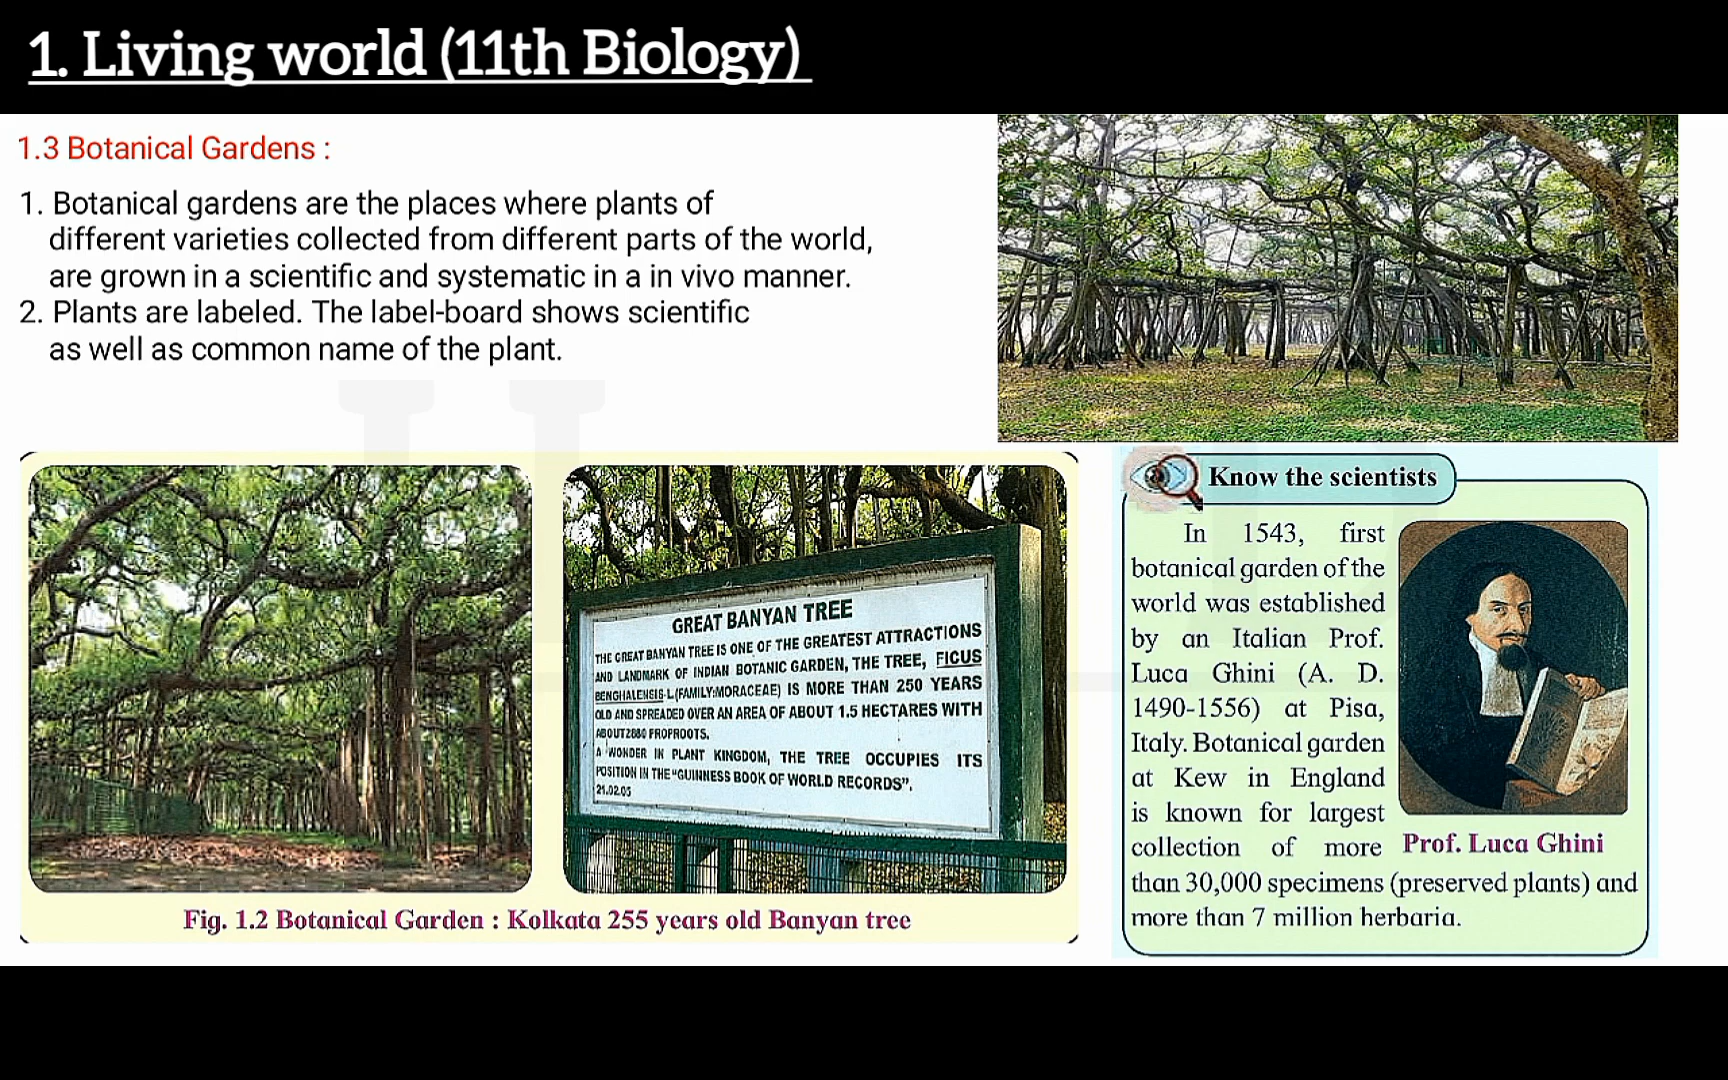 1. Living world (11th Biology)
1.3 Botanical Gardens :
1. Botanical gardens are the places where plants of
different varieties collected from different parts of the world,
are grown in a scientific and systematic in a in vivo manner.
2. Plants are labeled. The label-board shows scientific
as well as common name of the plant.
GREAT BANYAN TREE
THE GREAT BANYAN TREE IS ONE OF THE GREATEST ATTRACTIONS
AND LANDMARK OF INDIAN BOTANIC GARDEN, THE TREE, FICUS
BENGHALENSIS-L(FAMILY:MORACEAE) IS MORE THAN 250 YEARS
OLD AND SPREADED OVER AN AREA OF ABOUT 1.5 HECTARES WITH
ABOUT 2880 PROPROOTS.
A WONDER IN PLANT KINGDOM, THE TREE OCCUPIES ITS
POSITION IN THE "GUINNESS BOOK OF WORLD RECORDS".
21.02.05
Fig. 1.2 Botanical Garden : Kolkata 255 years old Banyan tree
Know the scientists
In 1543, first
botanical garden of the
world was established
by an Italian Prof.
Luca Ghini (A. D.
1490-1556) at Pisa,
Italy. Botanical garden
at Kew in England
is known for largest
collection of more
than 30,000 specimens (preserved plants) and
more than 7 million herbaria.
Prof. Luca Ghini